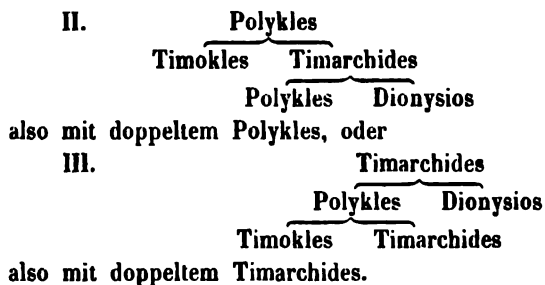 II. Polykles
Timokles Timarchides
Polykles Dionysios
also mit doppeltem Polykles, oder
III. Timarchides
Polykles Dionysios
Timokles Timarchides
also mit doppeltem Timarchides.